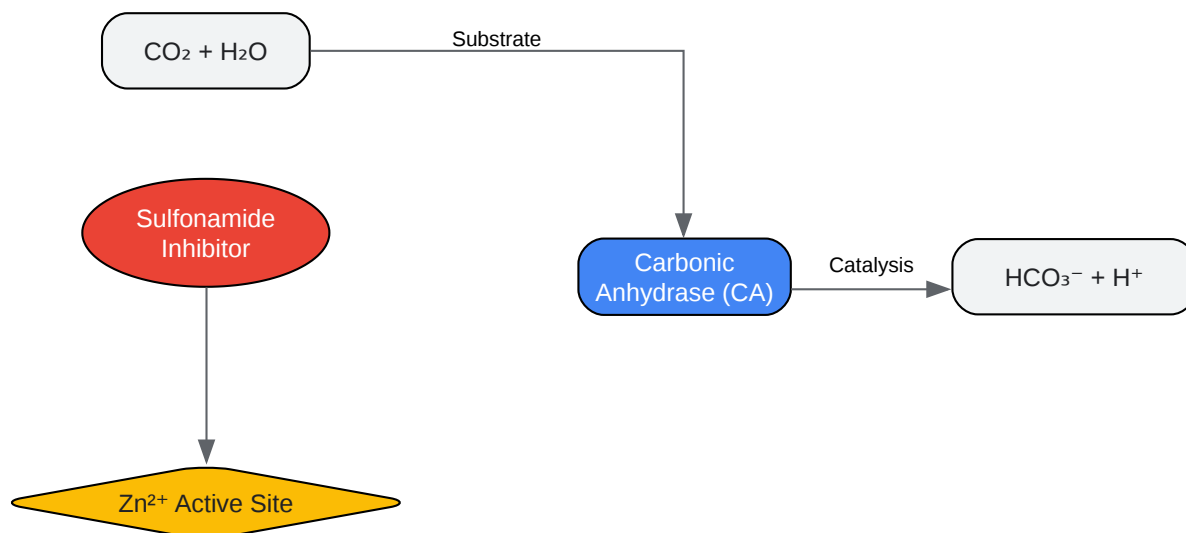 CO₂ + H₂O
Substrate
Sulfonamide
Inhibitor
Carbonic
Anhydrase (CA)
Catalysis
HCO₃⁻ + H⁺
Zn²⁺ Active Site